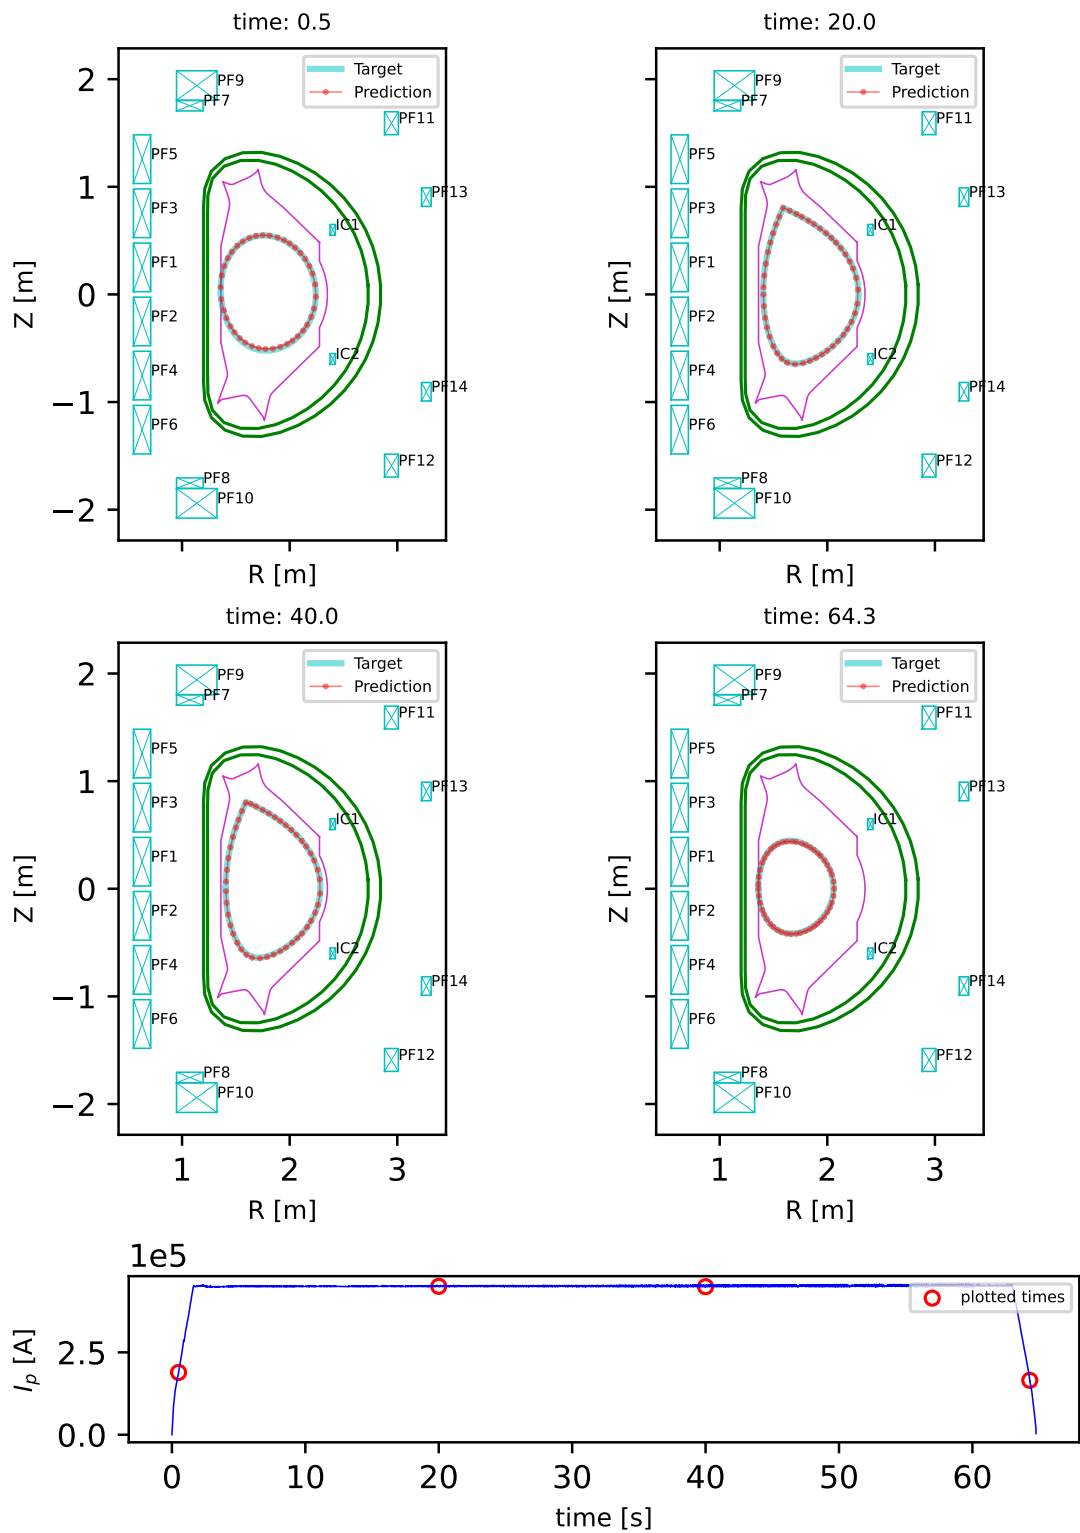 time: 0.5
Target
Prediction
PF9
PF7
PF11
PF5
PF13
PF3
IC1
PF1
PF2
IC2
PF4
PF14
PF6
PF12
PF8
PF10
2
1
0
−1
−2
Z [m]
R [m]
time: 20.0
Target
Prediction
PF9
PF7
PF11
PF5
PF13
PF3
IC1
PF1
PF2
IC2
PF4
PF14
PF6
PF12
PF8
PF10
Z [m]
R [m]
time: 40.0
Target
Prediction
PF9
PF7
PF11
PF5
PF13
PF3
IC1
PF1
PF2
IC2
PF4
PF14
PF6
PF12
PF8
PF10
2
1
0
−1
−2
Z [m]
1 2 3
R [m]
time: 64.3
Target
Prediction
PF9
PF7
PF11
PF5
PF13
PF3
IC1
PF1
PF2
IC2
PF4
PF14
PF6
PF12
PF8
PF10
Z [m]
1 2 3
R [m]
1e5
plotted times
2.5
0.0
I_p [A]
0 10 20 30 40 50 60
time [s]